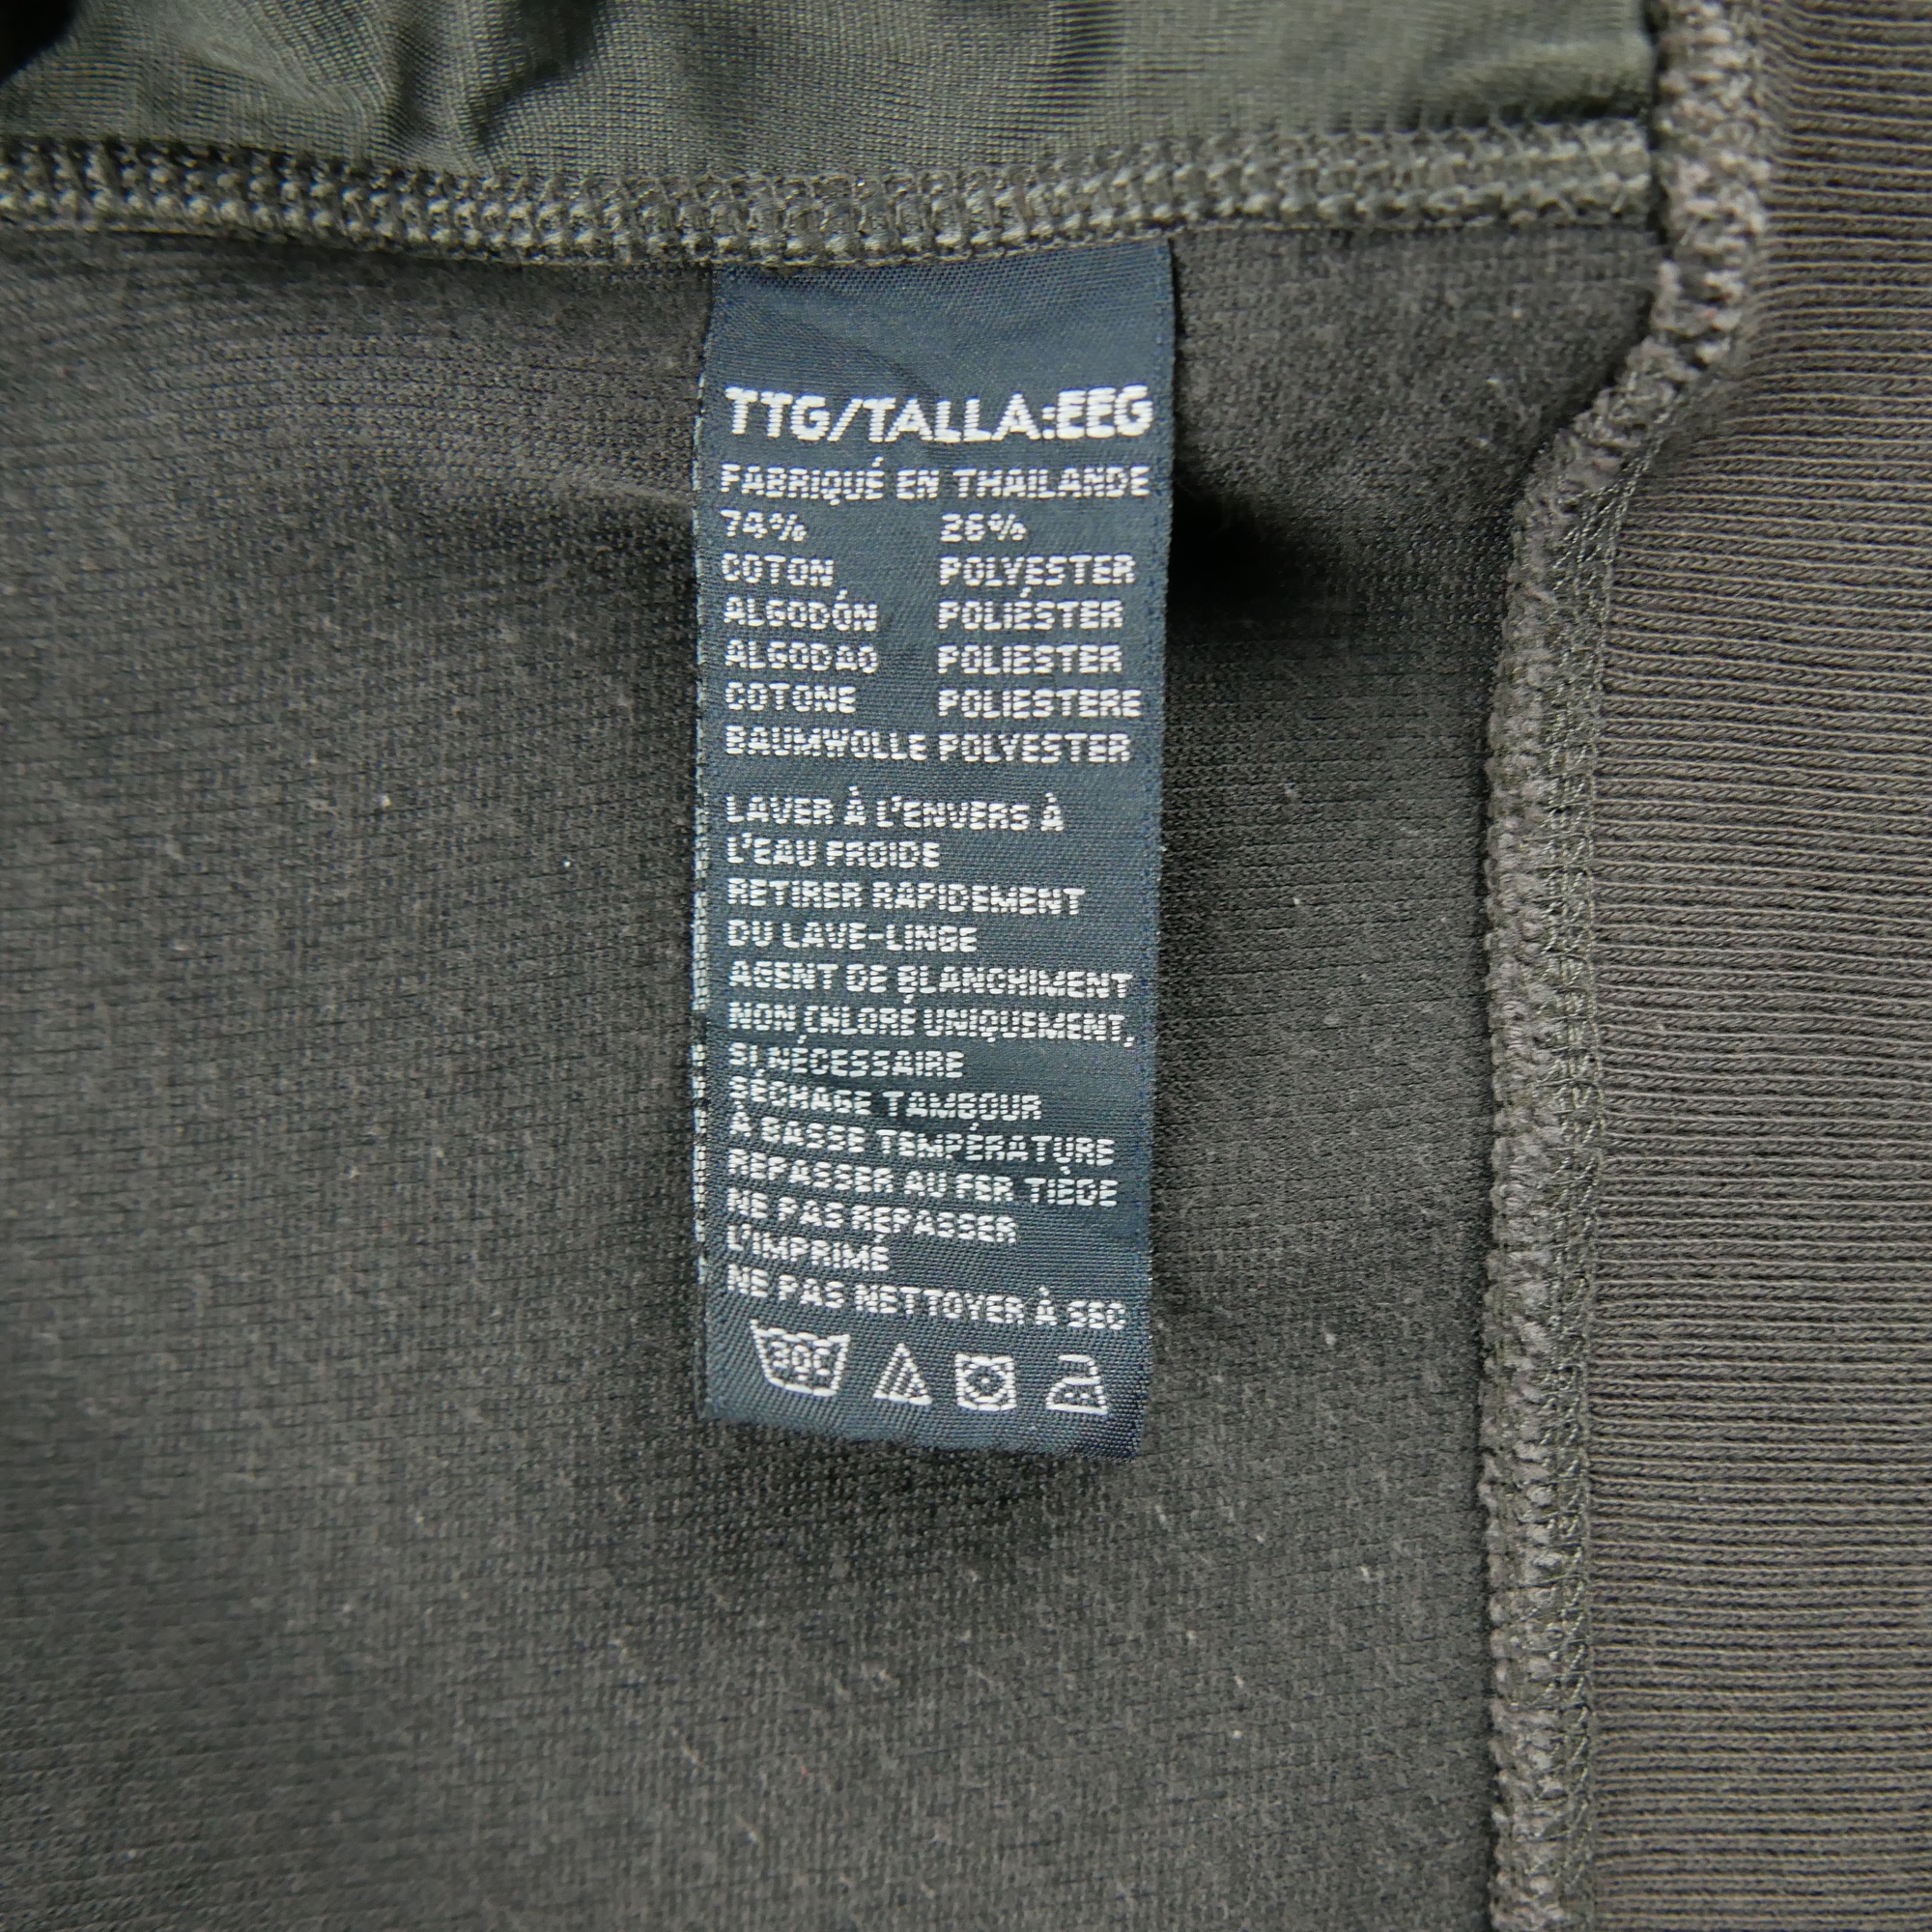 TTG/TALLA:EEG
FABRIQUÉ EN THAILANDE
74% 26%
COTON POLYESTER
ALGODÓN POLIÉSTER
ALGODAO POLIESTER
COTONE POLIESTERE
BAUMWOLLE POLYESTER
LAVER À L'ENVERS À
L'EAU FROIDE
RETIRER RAPIDEMENT
DU LAVE-LINGE
AGENT DE BLANCHIMENT
NON CHLORÉ UNIQUEMENT,
SI NÉCESSAIRE
SÉCHAGE TAMBOUR
À BASSE TEMPÉRATURE
REPASSER AU FER TIÈDE
NE PAS REPASSER
L'IMPRIMÉ
NE PAS NETTOYER À SEC
30C